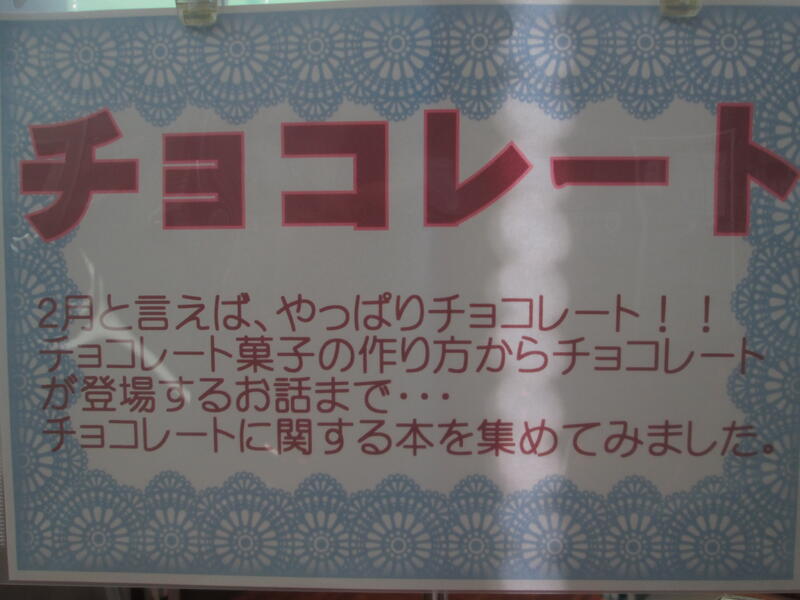 チョコレート
2月と言えば、やっぱりチョコレート！！
チョコレート菓子の作り方からチョコレート
が登場するお話まで・・・
チョコレートに関する本を集めてみました。